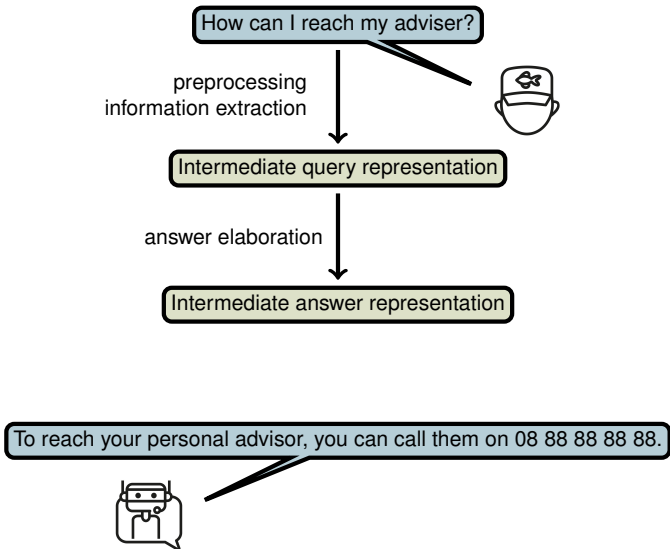 How can I reach my adviser?
preprocessing
information extraction
Intermediate query representation
answer elaboration
Intermediate answer representation
To reach your personal advisor, you can call them on 08 88 88 88 88.